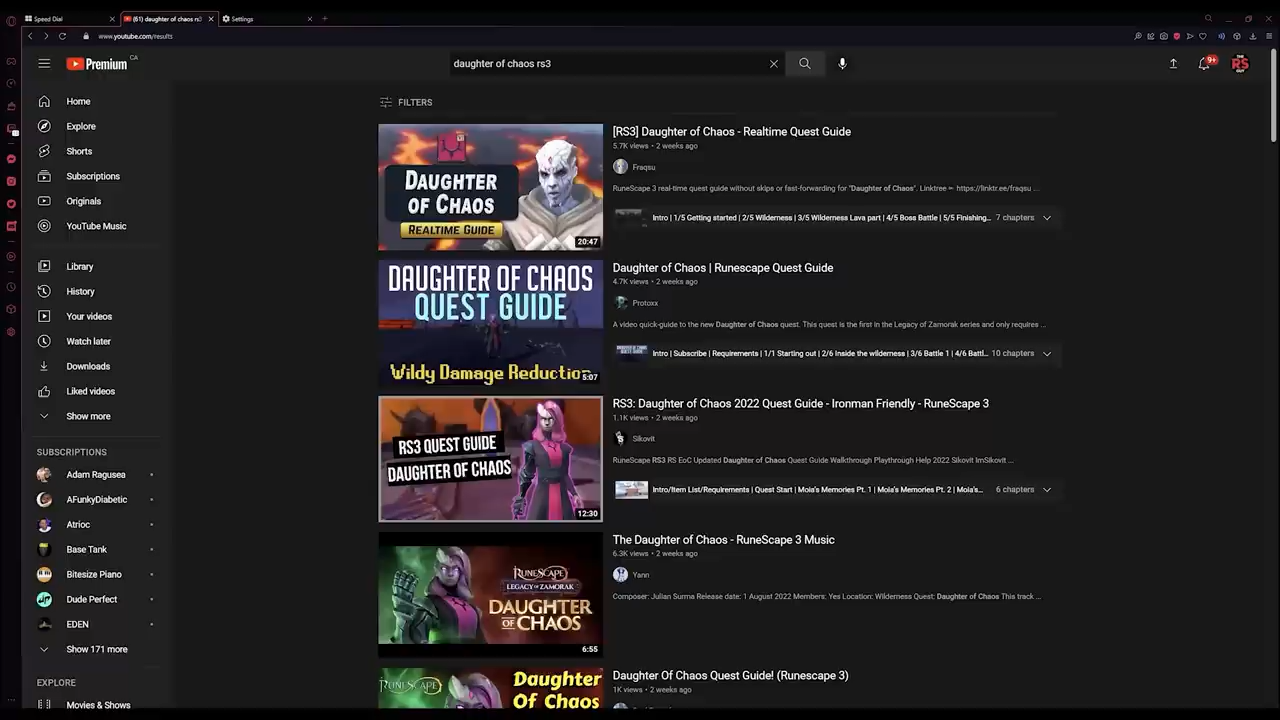 Speed Dial
(61) daughter of chaos rs3
Settings
www.youtube.com/results
Premium
CA
daughter of chaos rs3
9+
THE
RS
GUY
Home
Explore
Shorts
Subscriptions
Originals
YouTube Music
Library
History
Your videos
Watch later
Downloads
Liked videos
Show more
SUBSCRIPTIONS
Adam Ragusea
AFunkyDiabetic
Atrioc
Base Tank
Bitesize Piano
Dude Perfect
EDEN
Show 171 more
EXPLORE
Movies & Shows
FILTERS
DAUGHTER
OF CHAOS
REALTIME GUIDE
20:47
[RS3] Daughter of Chaos - Realtime Quest Guide
5.7K views • 2 weeks ago
Fraqsu
RuneScape 3 real-time quest guide without skips or fast-forwarding for "Daughter of Chaos". Linktree ➳ https://linktr.ee/fraqsu ...
Intro | 1/5 Getting started | 2/5 Wilderness | 3/5 Wilderness Lava part | 4/5 Boss Battle | 5/5 Finishing...
7 chapters
DAUGHTER OF CHAOS
QUEST GUIDE
Wildy Damage Reduction
5:07
Daughter of Chaos | Runescape Quest Guide
4.7K views • 2 weeks ago
Protoxx
A video quick-guide to the new Daughter of Chaos quest. This quest is the first in the Legacy of Zamorak series and only requires ...
Intro | Subscribe | Requirements | 1/1 Starting out | 2/6 Inside the wilderness | 3/6 Battle 1 | 4/6 Battl...
10 chapters
RS3 QUEST GUIDE
DAUGHTER OF CHAOS
12:30
RS3: Daughter of Chaos 2022 Quest Guide - Ironman Friendly - RuneScape 3
1.1K views • 2 weeks ago
Sikovit
RuneScape RS3 RS EoC Updated Daughter of Chaos Quest Guide Walkthrough Playthrough Help 2022 Sikovit ImSikovit ...
Intro/Item List/Requirements | Quest Start | Moia's Memories Pt. 1 | Moia's Memories Pt. 2 | Moia's...
6 chapters
RUNESCAPE
LEGACY OF ZAMORAK
DAUGHTER
OF CHAOS
6:55
The Daughter of Chaos - RuneScape 3 Music
6.3K views • 2 weeks ago
Yann
Composer: Julian Surma Release date: 1 August 2022 Members: Yes Location: Wilderness Quest: Daughter of Chaos This track ...
RUNESCAPE
Daughter
Of Chaos
Daughter Of Chaos Quest Guide! (Runescape 3)
1K views • 2 weeks ago